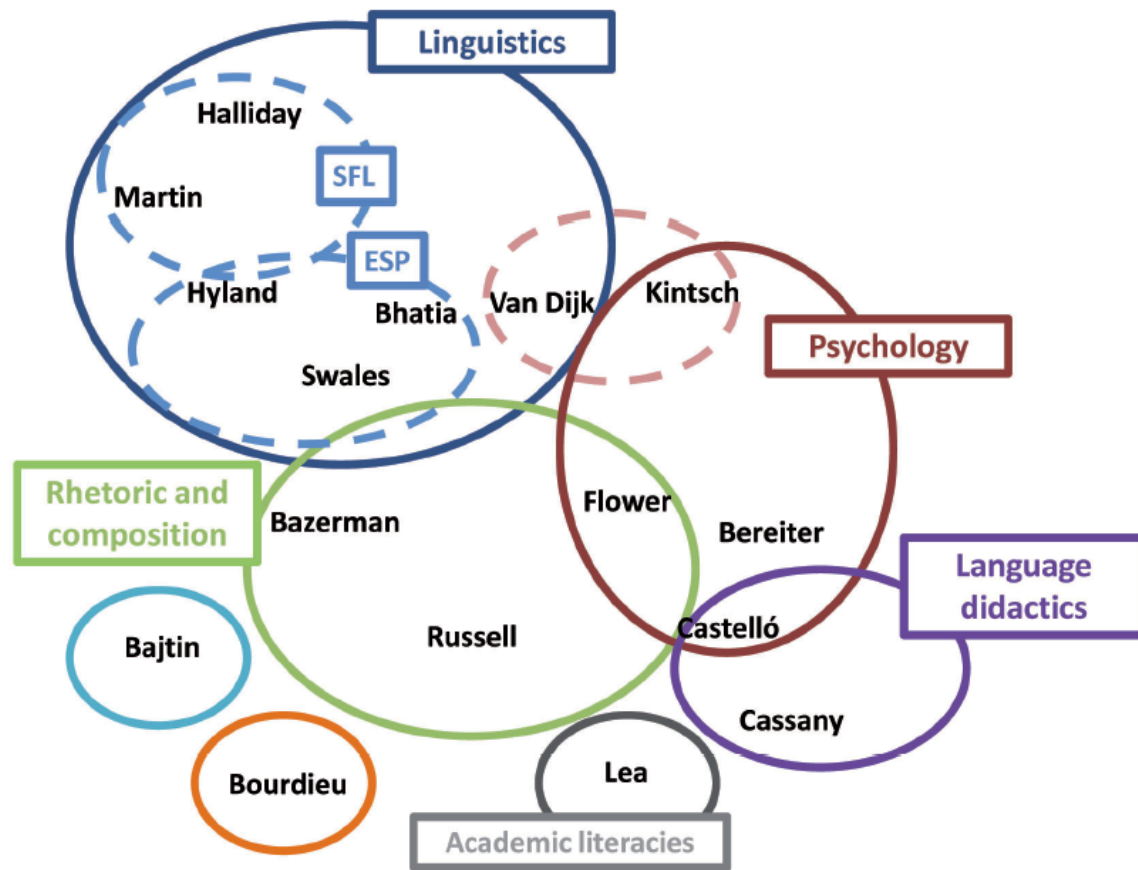 Linguistics
Halliday
SFL
Martin
ESP
Hyland
Bhatia
Van Dijk
Kintsch
Psychology
Swales
Rhetoric and
composition
Bazerman
Flower
Bereiter
Language
didactics
Bajtin
Russell
Castelló
Cassany
Bourdieu
Lea
Academic literacies